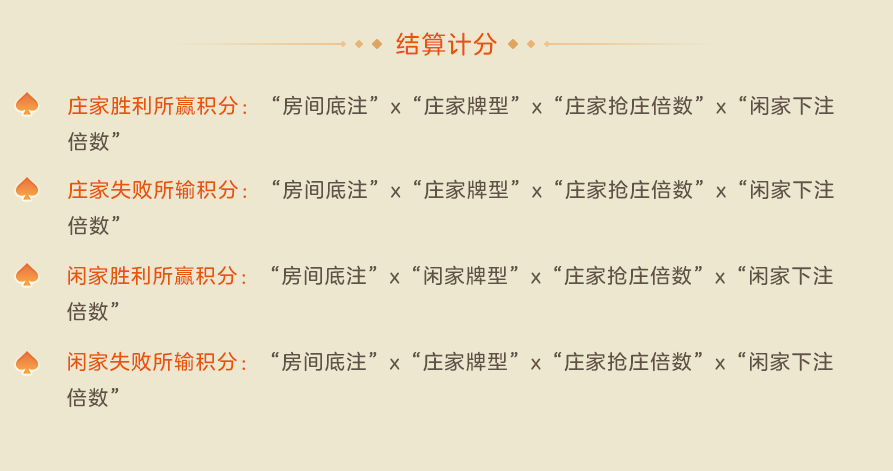 结算计分
庄家胜利所赢积分：“房间底注” x “庄家牌型” x “庄家抢庄倍数” x “闲家下注
倍数”
庄家失败所输积分：“房间底注” x “庄家牌型” x “庄家抢庄倍数” x “闲家下注
倍数”
闲家胜利所赢积分：“房间底注” x “闲家牌型” x “庄家抢庄倍数” x “闲家下注
倍数”
闲家失败所输积分：“房间底注” x “庄家牌型” x “庄家抢庄倍数” x “闲家下注
倍数”